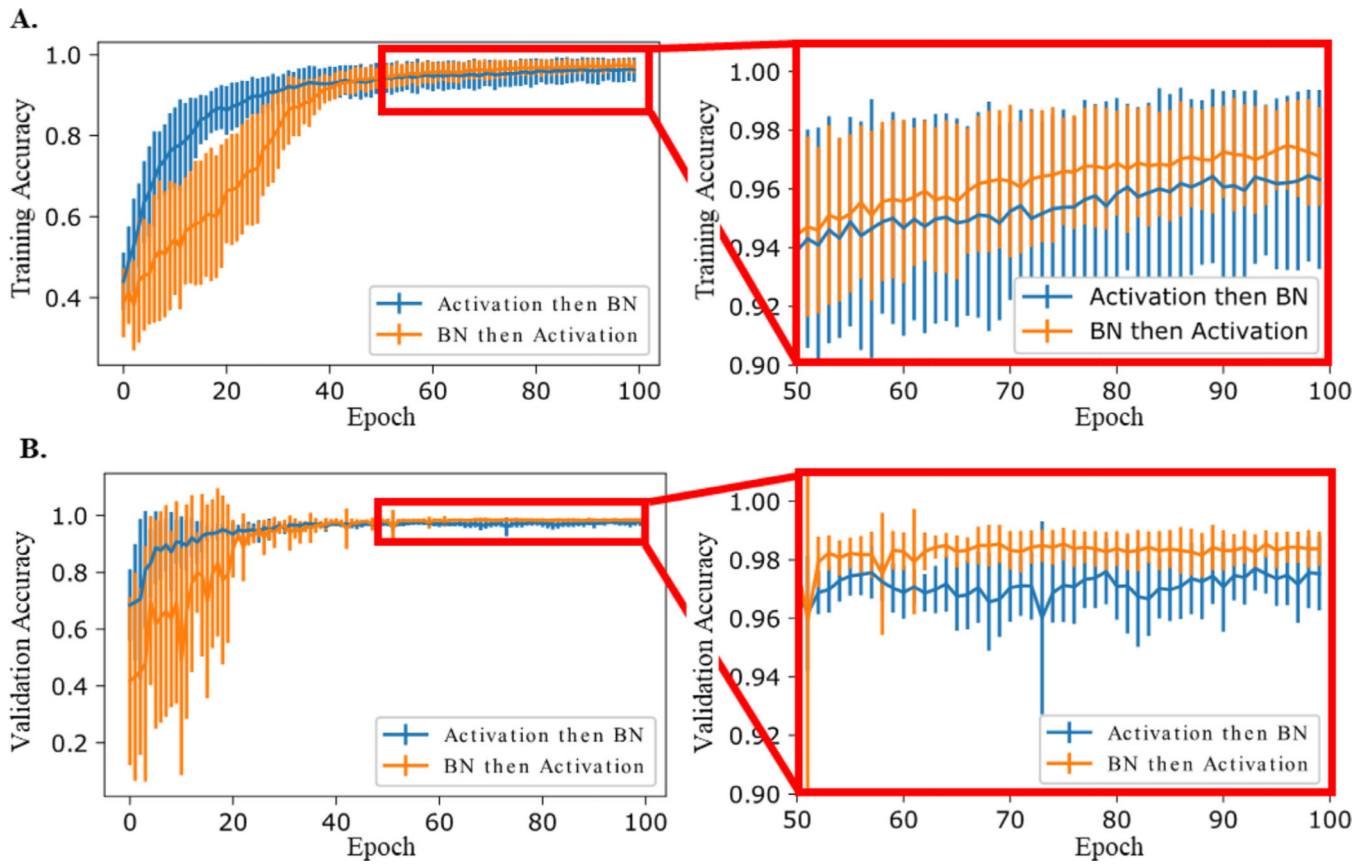 A.
1.0
0.8
0.6
0.4
Training Accuracy
Activation then BN
BN then Activation
0 20 40 60 80 100
Epoch
1.00
0.98
0.96
0.94
0.92
0.90
Training Accuracy
Activation then BN
BN then Activation
50 60 70 80 90 100
Epoch
B.
1.0
0.8
0.6
0.4
0.2
Validation Accuracy
Activation then BN
BN then Activation
0 20 40 60 80 100
Epoch
1.00
0.98
0.96
0.94
0.92
0.90
Validation Accuracy
Activation then BN
BN then Activation
50 60 70 80 90 100
Epoch